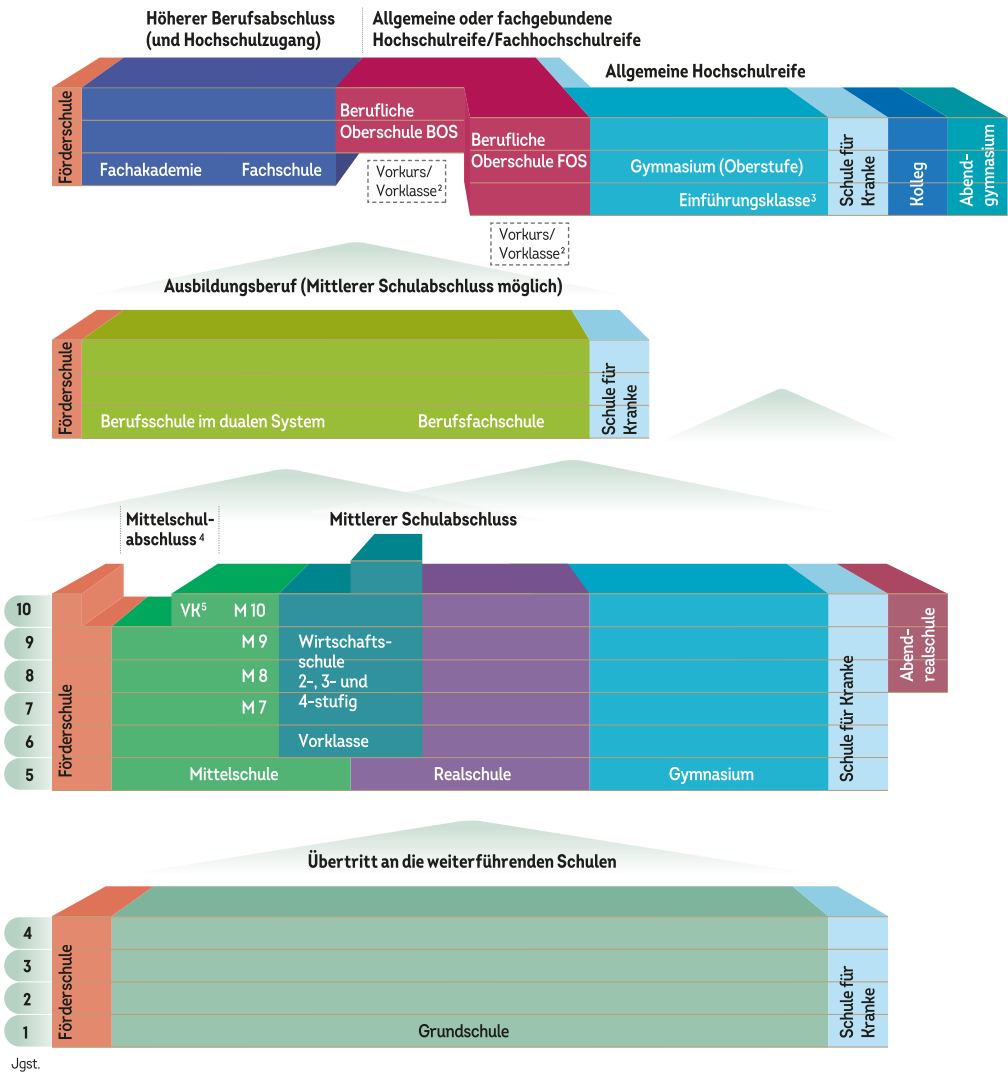 Höherer Berufsabschluss
(und Hochschulzugang)
Allgemeine oder fachgebundene
Hochschulreife/Fachhochschulreife
Allgemeine Hochschulreife
Förderschule
Fachakademie
Fachschule
Berufliche
Oberschule BOS
Vorkurs/
Vorklasse²
Berufliche
Oberschule FOS
Vorkurs/
Vorklasse²
Gymnasium (Oberstufe)
Einführungsklasse³
Schule für
Kranke
Kolleg
Abend-
gymnasium
Ausbildungsberuf (Mittlerer Schulabschluss möglich)
Förderschule
Berufsschule im dualen System
Berufsfachschule
Schule für
Kranke
Mittelschul-
abschluss⁴
Mittlerer Schulabschluss
10
9
8
7
6
5
Förderschule
VK⁵
M 10
M 9
M 8
M 7
Mittelschule
Wirtschafts-
schule
2-, 3- und
4-stufig
Vorklasse
Realschule
Gymnasium
Schule für Kranke
Abend-
realschule
Übertritt an die weiterführenden Schulen
4
3
2
1
Förderschule
Grundschule
Schule für
Kranke
Jgst.